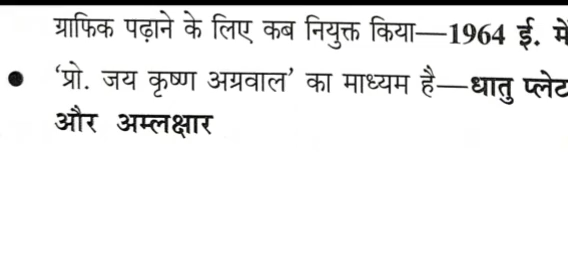 ग्राफिक पढ़ाने के लिए कब नियुक्त किया—1964 ई. में
● ‘प्रो. जय कृष्ण अग्रवाल’ का माध्यम है—धातु प्लेट
और अम्लक्षार